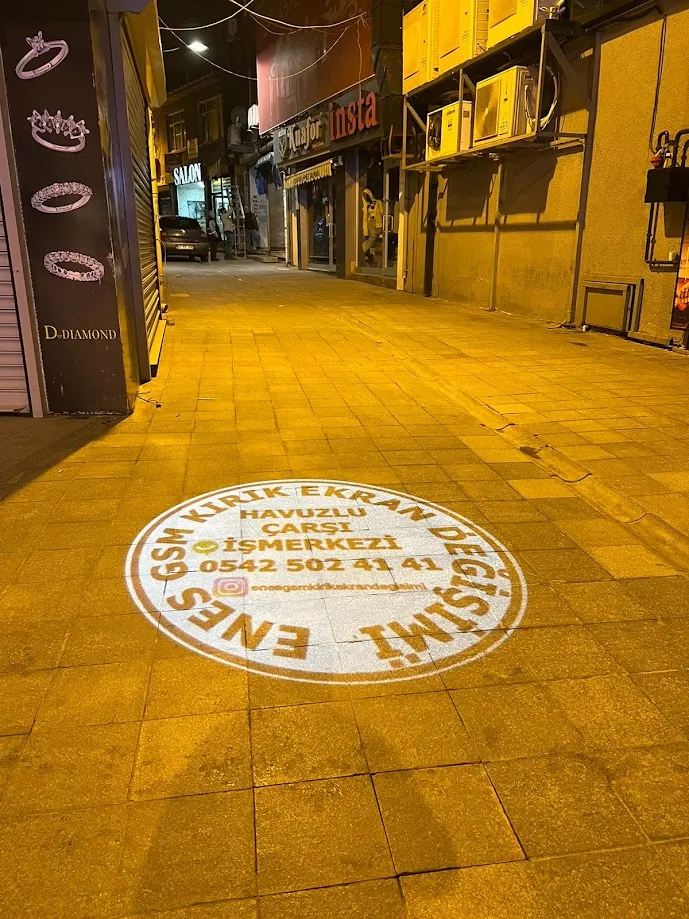 Kuaför insta
SALON
D-DIAMOND
ENES GSM KIRIK EKRAN DEĞİŞİMİ
HAVUZLU
ÇARŞI
İŞMERKEZİ
0542 502 41 41
enesgsmkirikekrandegisimi